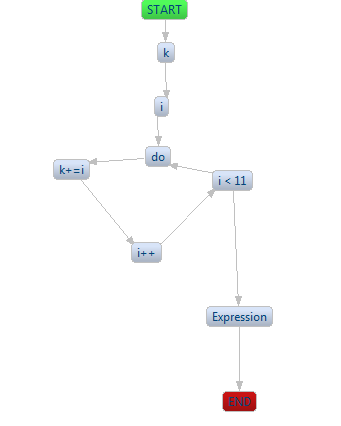 START
k
i
do
k+=i
i < 11
i++
Expression
END